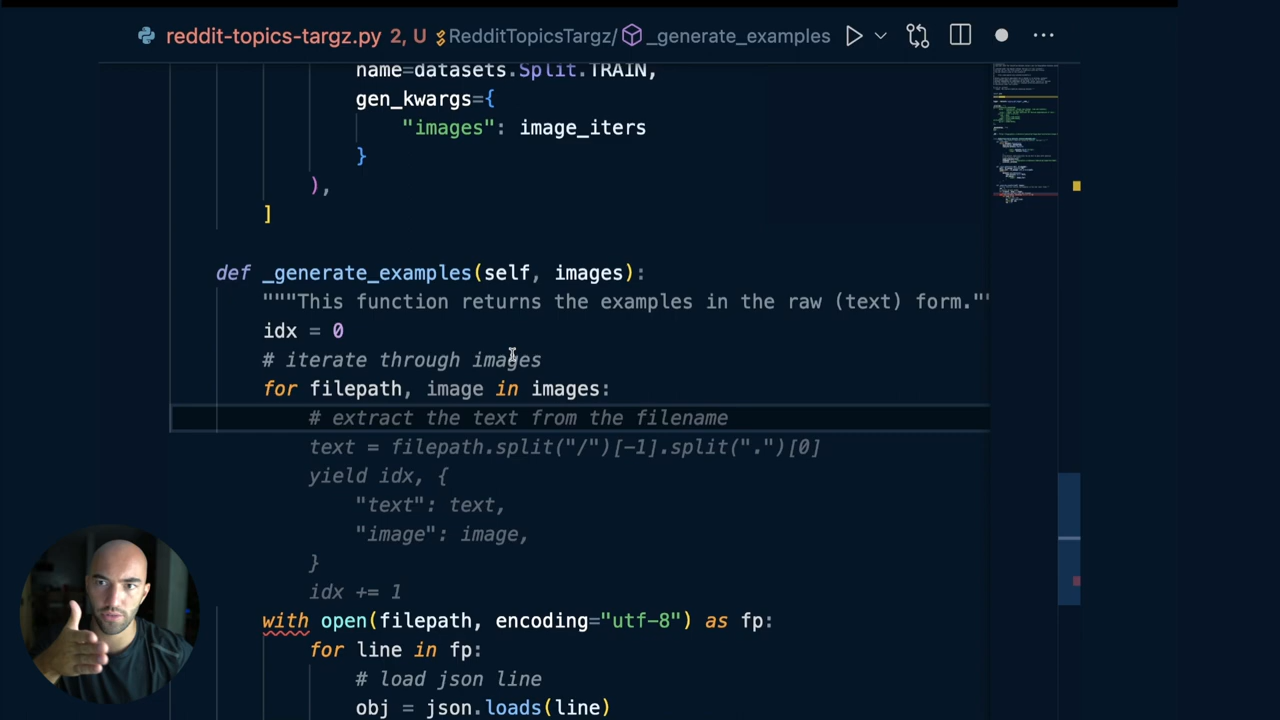 reddit-topics-targz.py 2, U RedditTopicsTargz/ _generate_examples
name=datasets.Split.TRAIN,
gen_kwargs={
"images": image_iters
}
),
]
def _generate_examples(self, images):
"""This function returns the examples in the raw (text) form.""
idx = 0
# iterate through images
for filepath, image in images:
# extract the text from the filename
text = filepath.split("/")[-1].split(".")[0]
yield idx, {
"text": text,
"image": image,
}
idx += 1
with open(filepath, encoding="utf-8") as fp:
for line in fp:
# load json line
obj = json.loads(line)